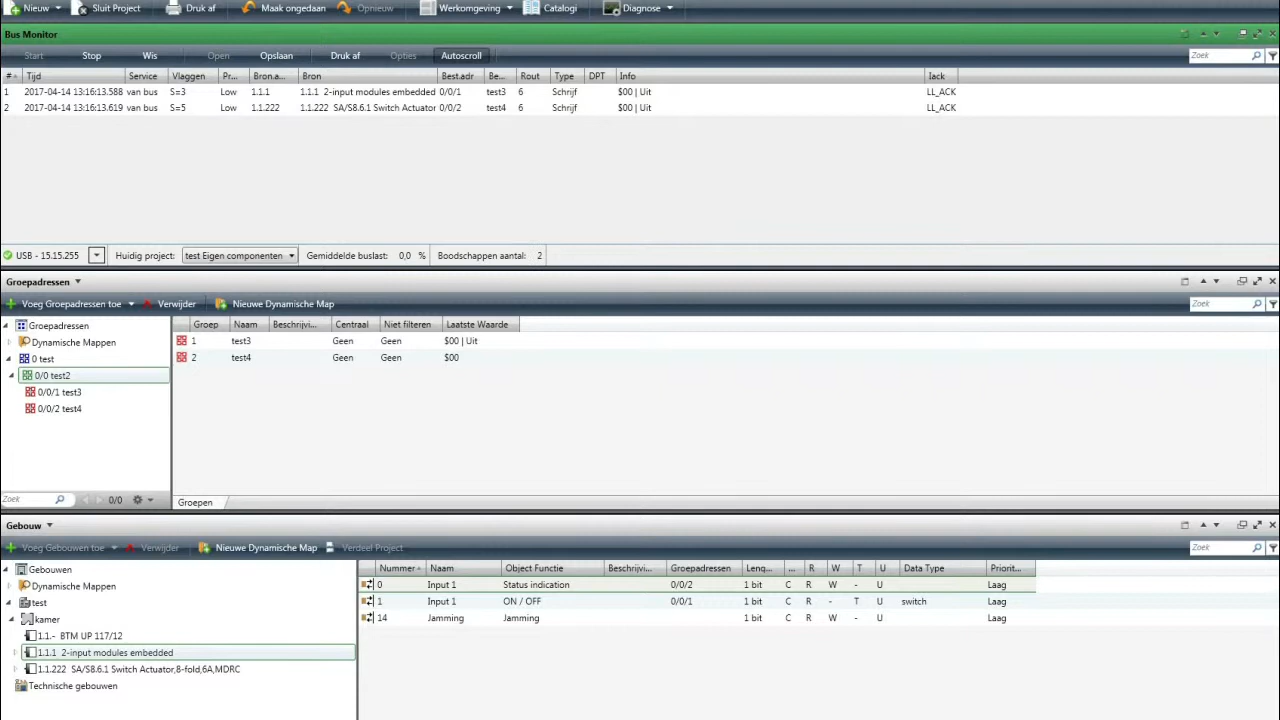 Nieuw Sluit Project Druk af Maak ongedaan Opnieuw Werkomgeving Catalogi Diagnose
Bus Monitor
Start Stop Wis Open Opslaan Druk af Opties Autoscroll Zoek
# Tijd Service Vlaggen Pr... Bron.a... Bron Best.adr Be... Rout Type DPT Info Iack
1 2017-04-14 13:16:13.588 van bus S=3 Low 1.1.1 1.1.1 2-input modules embedded 0/0/1 test3 6 Schrijf $00 | Uit LL_ACK
2 2017-04-14 13:16:13.619 van bus S=5 Low 1.1.222 1.1.222 SA/S8.6.1 Switch Actuator 0/0/2 test4 6 Schrijf $00 | Uit LL_ACK
USB - 15.15.255 Huidig project: test Eigen componenten Gemiddelde buslast: 0,0 % Boodschappen aantal: 2
Groepadressen
Voeg Groepadressen toe Verwijder Nieuwe Dynamische Map Zoek
Groepadressen
Dynamische Mappen
0 test
0/0 test2
0/0/1 test3
0/0/2 test4
Zoek 0/0
Groep Naam Beschrijvi... Centraal Niet filteren Laatste Waarde
1 test3 Geen Geen $00 | Uit
2 test4 Geen Geen $00
Groepen
Gebouw
Voeg Gebouwen toe Verwijder Nieuwe Dynamische Map Verdeel Project Zoek
Gebouwen
Dynamische Mappen
test
kamer
1.1.- BTM UP 117/12
1.1.1 2-input modules embedded
1.1.222 SA/S8.6.1 Switch Actuator,8-fold,6A,MDRC
Technische gebouwen
Nummer Naam Object Functie Beschrijvi... Groepadressen Lenq... ... R W T U Data Type Priorit...
0 Input 1 Status indication 0/0/2 1 bit C R W - U Laag
1 Input 1 ON / OFF 0/0/1 1 bit C R - T U switch Laag
14 Jamming Jamming 1 bit C R W - U Laag